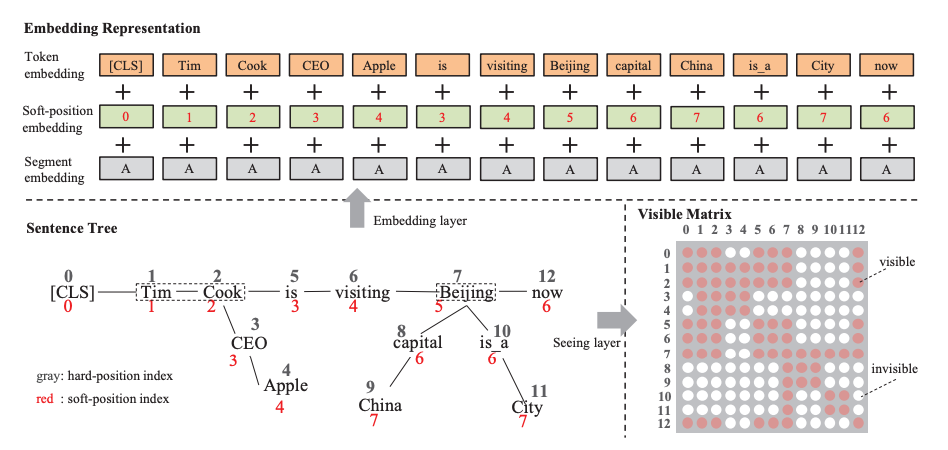 Embedding Representation
Token embedding [CLS] Tim Cook CEO Apple is visiting Beijing capital China is_a City now
+ + + + + + + + + + + + +
Soft-position embedding 0 1 2 3 4 3 4 5 6 7 6 7 6
+ + + + + + + + + + + + +
Segment embedding A A A A A A A A A A A A A
Embedding layer
Sentence Tree
0 1 2 5 6 7 12
[CLS] Tim Cook is visiting Beijing now
0 1 2 3 4 5 6
3 8 10
CEO capital is_a
3 6 6
4 9 11
Apple China City
4 7 7
gray: hard-position index
red : soft-position index
Seeing layer
Visible Matrix
0 1 2 3 4 5 6 7 8 9 10 11 12
0
1
2
3
4
5
6
7
8
9
10
11
12
visible
invisible